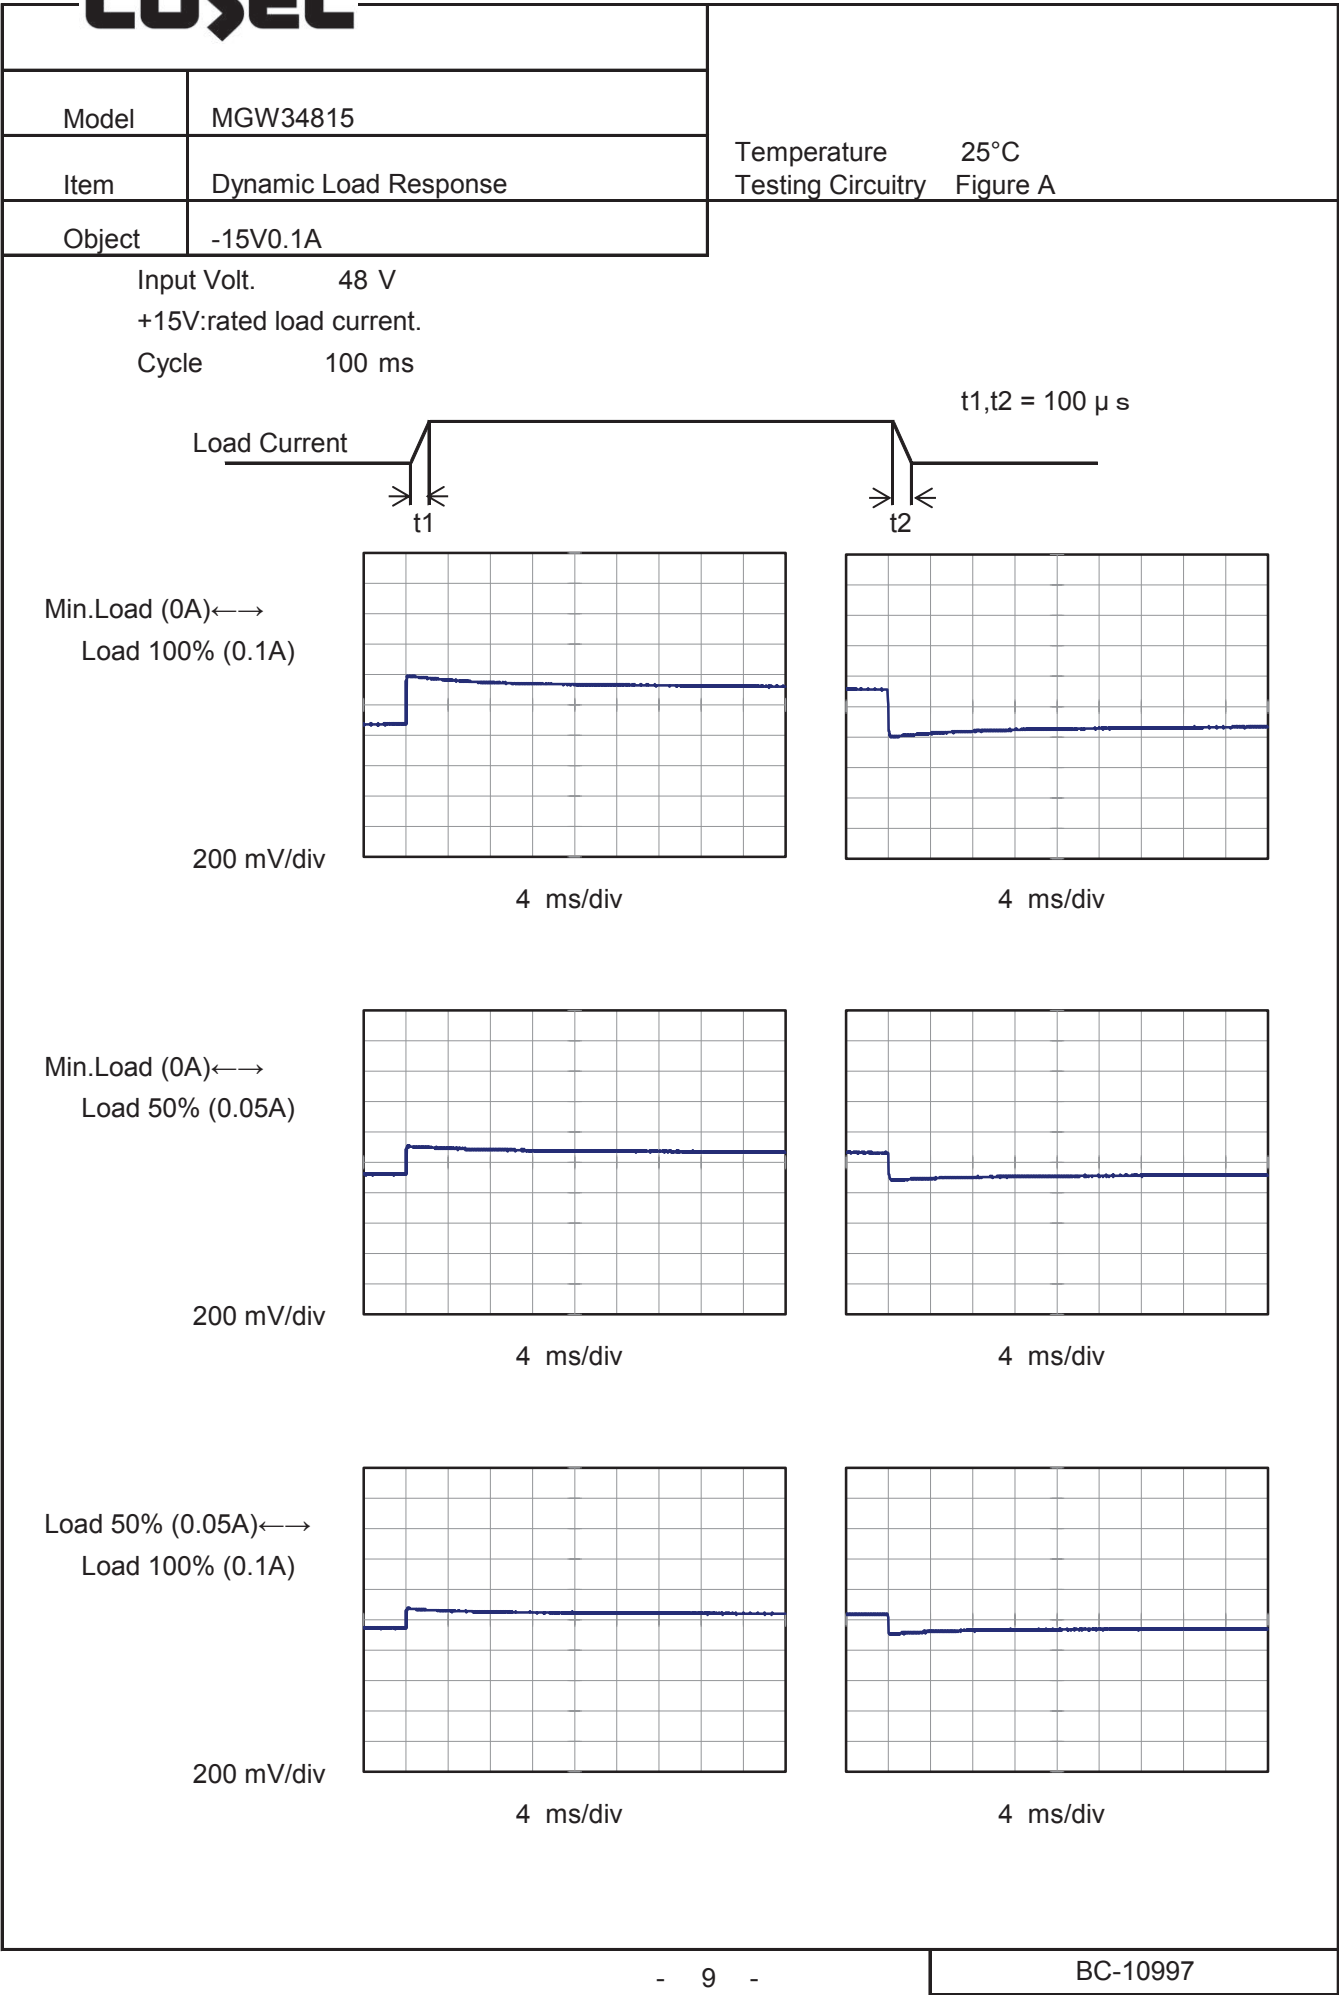 COSEL
Model MGW34815
Item Dynamic Load Response
Temperature 25°C
Testing Circuitry Figure A
Object -15V0.1A
Input Volt. 48 V
+15V:rated load current.
Cycle 100 ms
t1,t2 = 100 μs
Load Current
t1 t2
Min.Load (0A)←→
Load 100% (0.1A)
200 mV/div
4 ms/div 4 ms/div
Min.Load (0A)←→
Load 50% (0.05A)
200 mV/div
4 ms/div 4 ms/div
Load 50% (0.05A)←→
Load 100% (0.1A)
200 mV/div
4 ms/div 4 ms/div
- 9 -
BC-10997